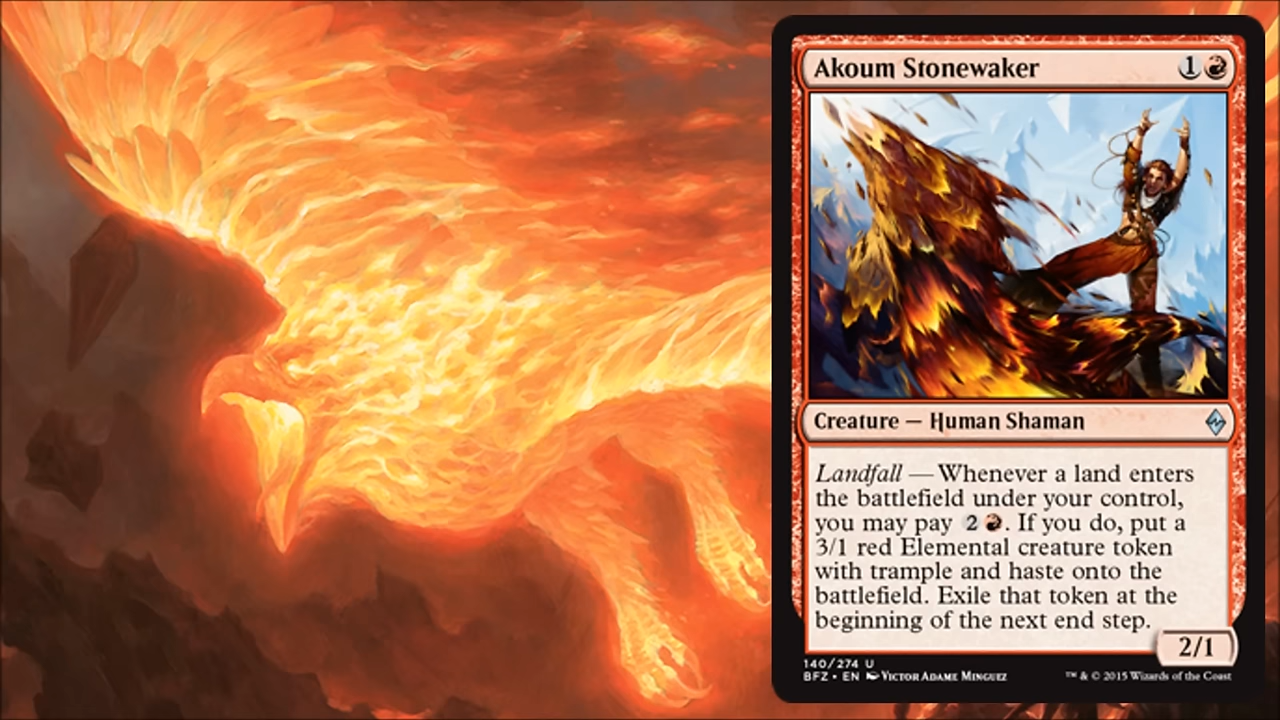 Akoum Stonewaker 1
Creature — Human Shaman
Landfall — Whenever a land enters
the battlefield under your control,
you may pay 2 . If you do, put a
3/1 red Elemental creature token
with trample and haste onto the
battlefield. Exile that token at the
beginning of the next end step.
2/1
140/274 U
BFZ • EN Victor Adame Minguez
™ & © 2015 Wizards of the Coast